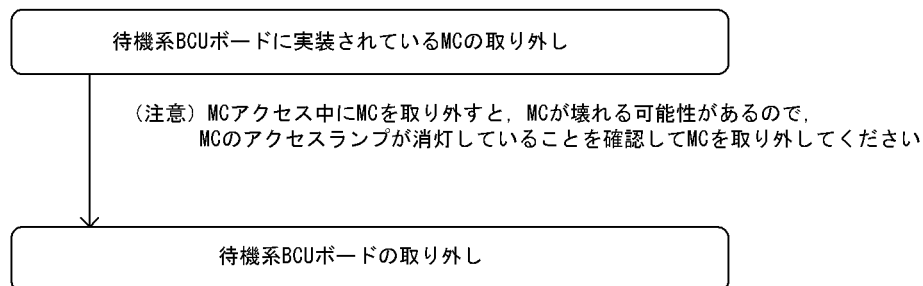 待機系BCUボードに実装されているMCの取り外し
（注意）MCアクセス中にMCを取り外すと，MCが壊れる可能性があるので，
MCのアクセスランプが消灯していることを確認してMCを取り外してください
待機系BCUボードの取り外し